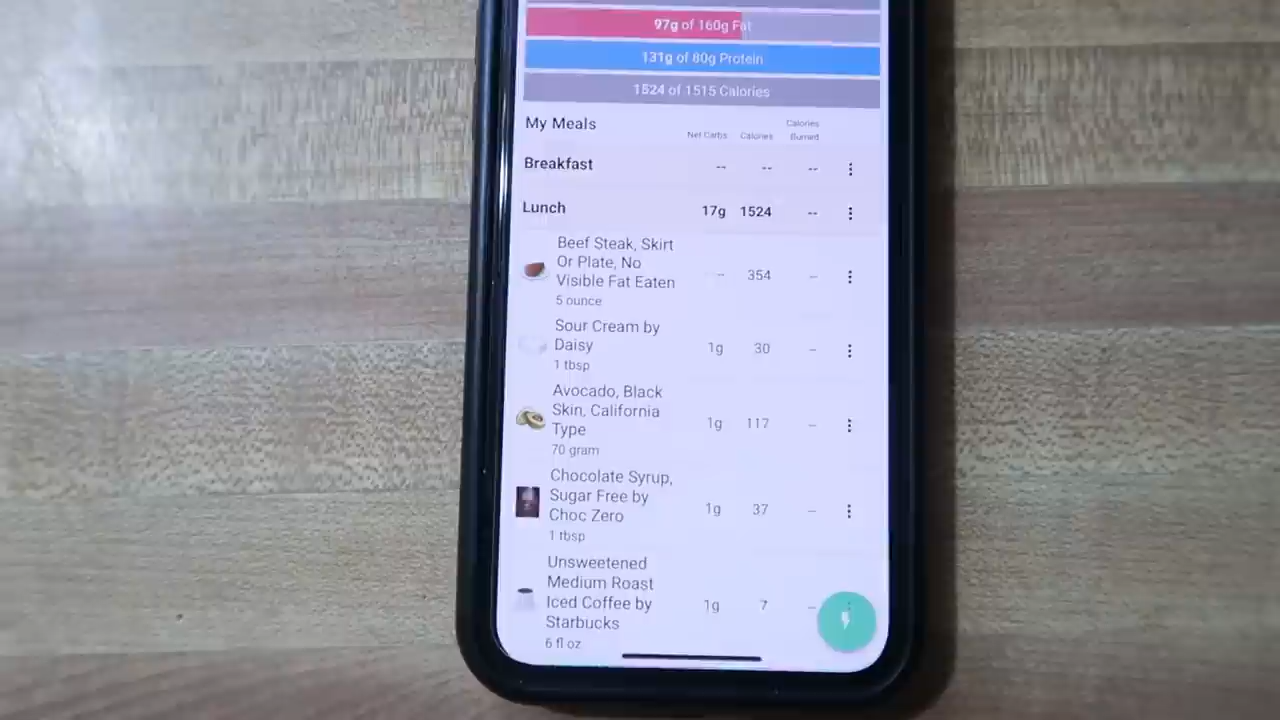 97g of 160g Fat
131g of 80g Protein
1524 of 1515 Calories
My Meals
Net Carbs
Calories
Calories
Burned
Breakfast -- -- --
Lunch 17g 1524 --
Beef Steak, Skirt
Or Plate, No
Visible Fat Eaten
5 ounce
-- 354 --
Sour Cream by
Daisy
1 tbsp
1g 30 --
Avocado, Black
Skin, California
Type
70 gram
1g 117 --
Chocolate Syrup,
Sugar Free by
Choc Zero
1 tbsp
1g 37 --
Unsweetened
Medium Roast
Iced Coffee by
Starbucks
6 fl oz
1g 7 --